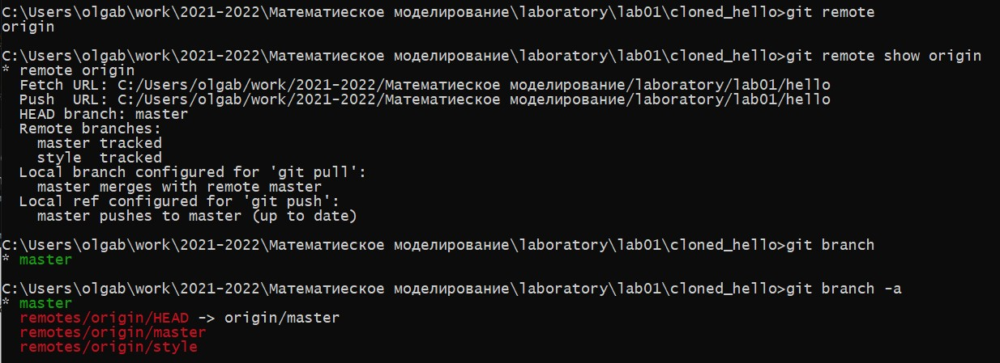 C:\Users\olgab\work\2021-2022\Математиеское моделирование\laboratory\lab01\cloned_hello>git remote
origin
C:\Users\olgab\work\2021-2022\Математиеское моделирование\laboratory\lab01\cloned_hello>git remote show origin
* remote origin
  Fetch URL: C:/Users/olgab/work/2021-2022/Математиеское моделирование/laboratory/lab01/hello
  Push  URL: C:/Users/olgab/work/2021-2022/Математиеское моделирование/laboratory/lab01/hello
  HEAD branch: master
  Remote branches:
    master tracked
    style  tracked
  Local branch configured for 'git pull':
    master merges with remote master
  Local ref configured for 'git push':
    master pushes to master (up to date)
C:\Users\olgab\work\2021-2022\Математиеское моделирование\laboratory\lab01\cloned_hello>git branch
* master
C:\Users\olgab\work\2021-2022\Математиеское моделирование\laboratory\lab01\cloned_hello>git branch -a
* master
  remotes/origin/HEAD -> origin/master
  remotes/origin/master
  remotes/origin/style